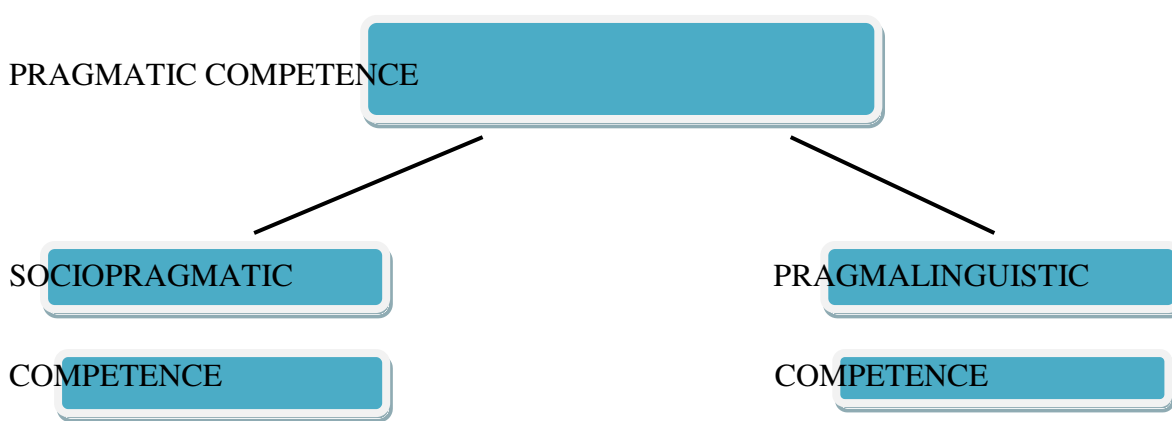 PRAGMATIC COMPETENCE
SOCIOPRAGMATIC
PRAGMALINGUISTIC
COMPETENCE
COMPETENCE